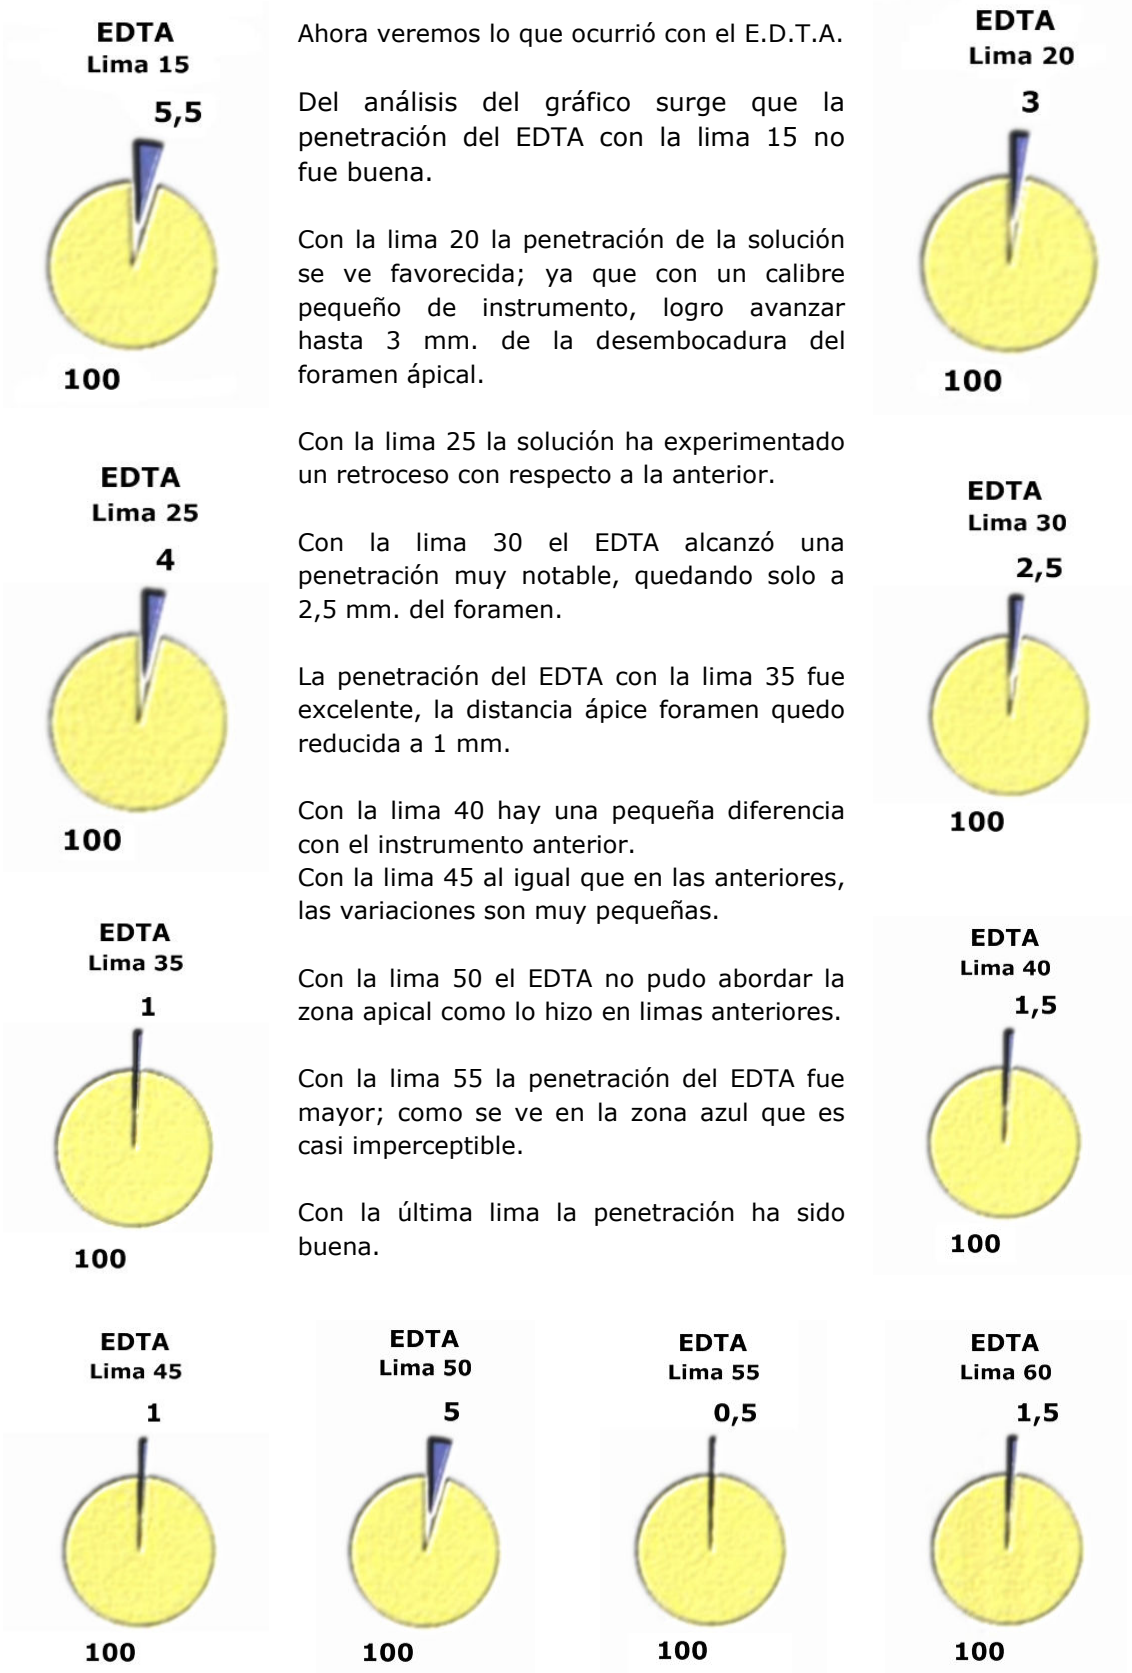 EDTA
Lima 15
5,5
100
Ahora veremos lo que ocurrió con el E.D.T.A.
Del análisis del gráfico surge que la
penetración del EDTA con la lima 15 no
fue buena.
Con la lima 20 la penetración de la solución
se ve favorecida; ya que con un calibre
pequeño de instrumento, logro avanzar
hasta 3 mm. de la desembocadura del
foramen ápical.
Con la lima 25 la solución ha experimentado
un retroceso con respecto a la anterior.
Con la lima 30 el EDTA alcanzó una
penetración muy notable, quedando solo a
2,5 mm. del foramen.
La penetración del EDTA con la lima 35 fue
excelente, la distancia ápice foramen quedo
reducida a 1 mm.
Con la lima 40 hay una pequeña diferencia
con el instrumento anterior.
Con la lima 45 al igual que en las anteriores,
las variaciones son muy pequeñas.
Con la lima 50 el EDTA no pudo abordar la
zona apical como lo hizo en limas anteriores.
Con la lima 55 la penetración del EDTA fue
mayor; como se ve en la zona azul que es
casi imperceptible.
Con la última lima la penetración ha sido
buena.
EDTA
Lima 20
3
100
EDTA
Lima 25
4
100
EDTA
Lima 30
2,5
100
EDTA
Lima 35
1
100
EDTA
Lima 40
1,5
100
EDTA
Lima 45
1
100
EDTA
Lima 50
5
100
EDTA
Lima 55
0,5
100
EDTA
Lima 60
1,5
100